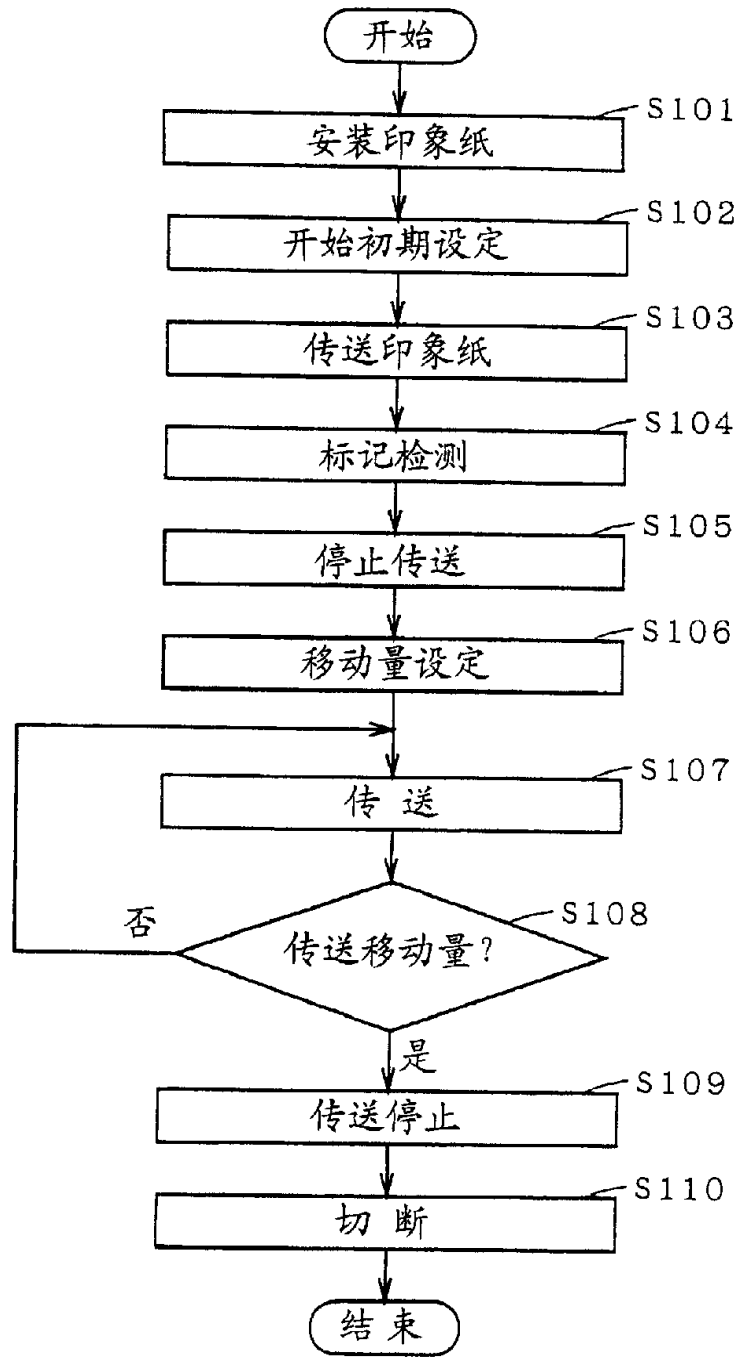 开始
S101
安装印象纸
S102
开始初期设定
S103
传送印象纸
S104
标记检测
S105
停止传送
S106
移动量设定
S107
传送
S108
传送移动量?
否
是
S109
传送停止
S110
切断
结束